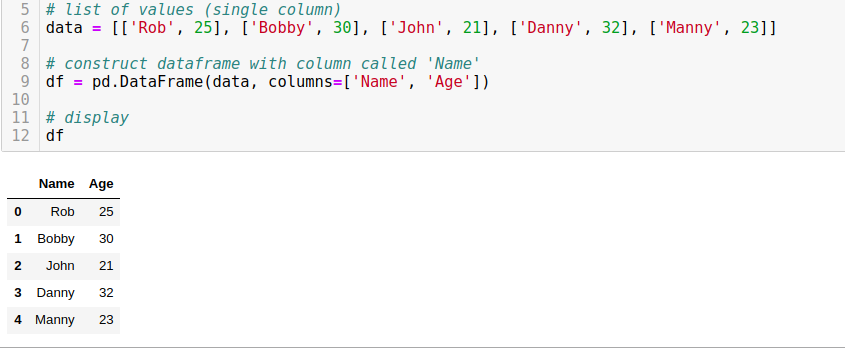 5 # list of values (single column)
6 data = [['Rob', 25], ['Bobby', 30], ['John', 21], ['Danny', 32], ['Manny', 23]]
7
8 # construct dataframe with column called 'Name'
9 df = pd.DataFrame(data, columns=['Name', 'Age'])
10
11 # display
12 df
Name Age
0 Rob 25
1 Bobby 30
2 John 21
3 Danny 32
4 Manny 23